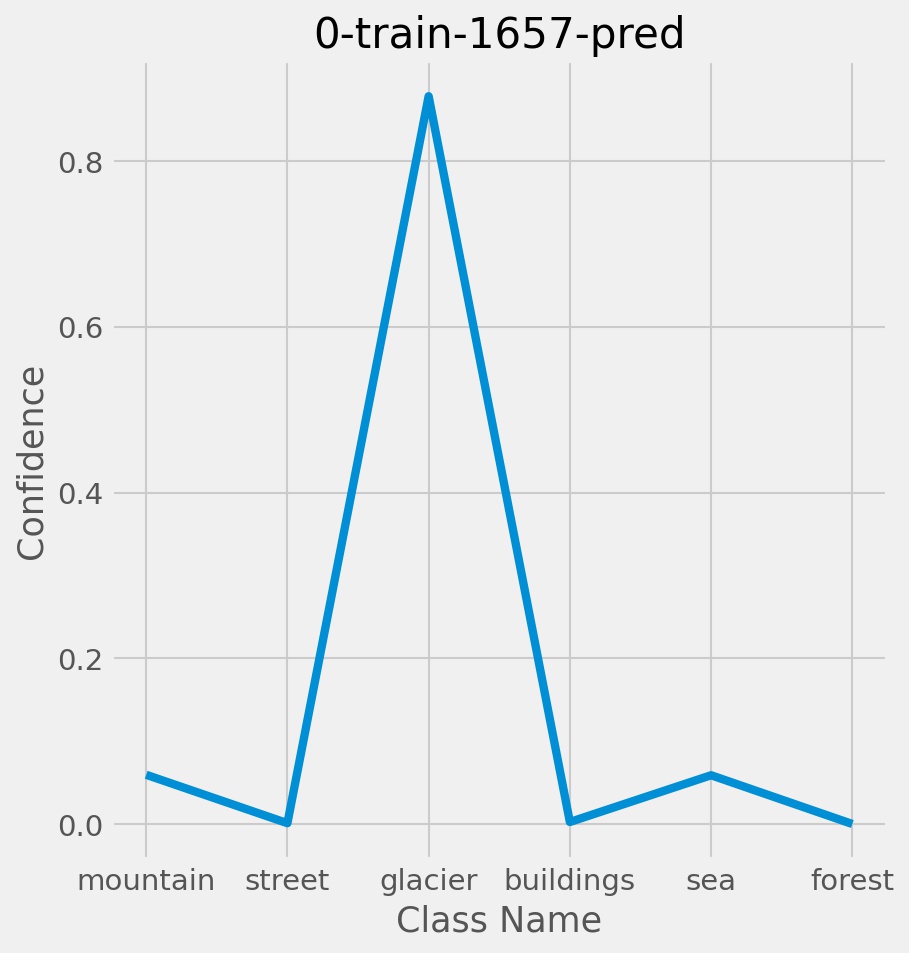 0-train-1657-pred
Confidence
0.8
0.6
0.4
0.2
0.0
mountain street glacier buildings sea forest
Class Name